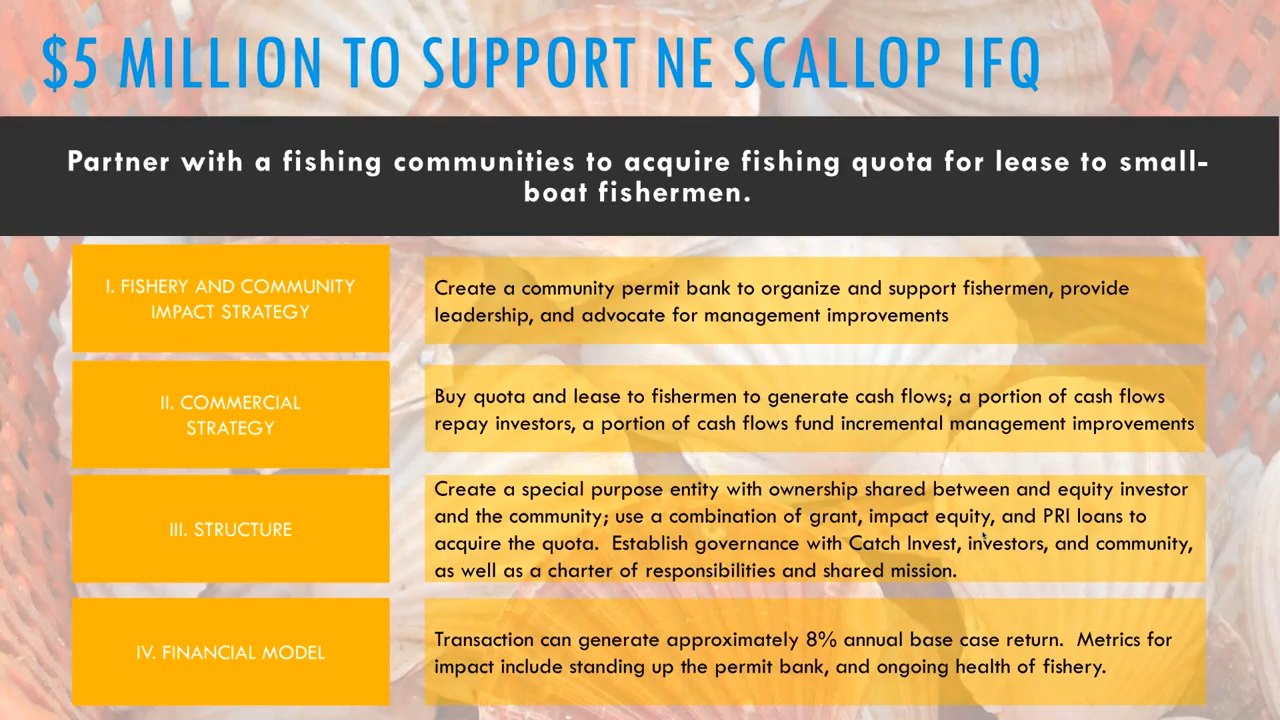 $5 MILLION TO SUPPORT NE SCALLOP IFQ
Partner with a fishing communities to acquire fishing quota for lease to small-
boat fishermen.
I. FISHERY AND COMMUNITY
IMPACT STRATEGY
Create a community permit bank to organize and support fishermen, provide
leadership, and advocate for management improvements
II. COMMERCIAL
STRATEGY
Buy quota and lease to fishermen to generate cash flows; a portion of cash flows
repay investors, a portion of cash flows fund incremental management improvements
III. STRUCTURE
Create a special purpose entity with ownership shared between and equity investor
and the community; use a combination of grant, impact equity, and PRI loans to
acquire the quota.  Establish governance with Catch Invest, investors, and community,
as well as a charter of responsibilities and shared mission.
IV. FINANCIAL MODEL
Transaction can generate approximately 8% annual base case return.  Metrics for
impact include standing up the permit bank, and ongoing health of fishery.